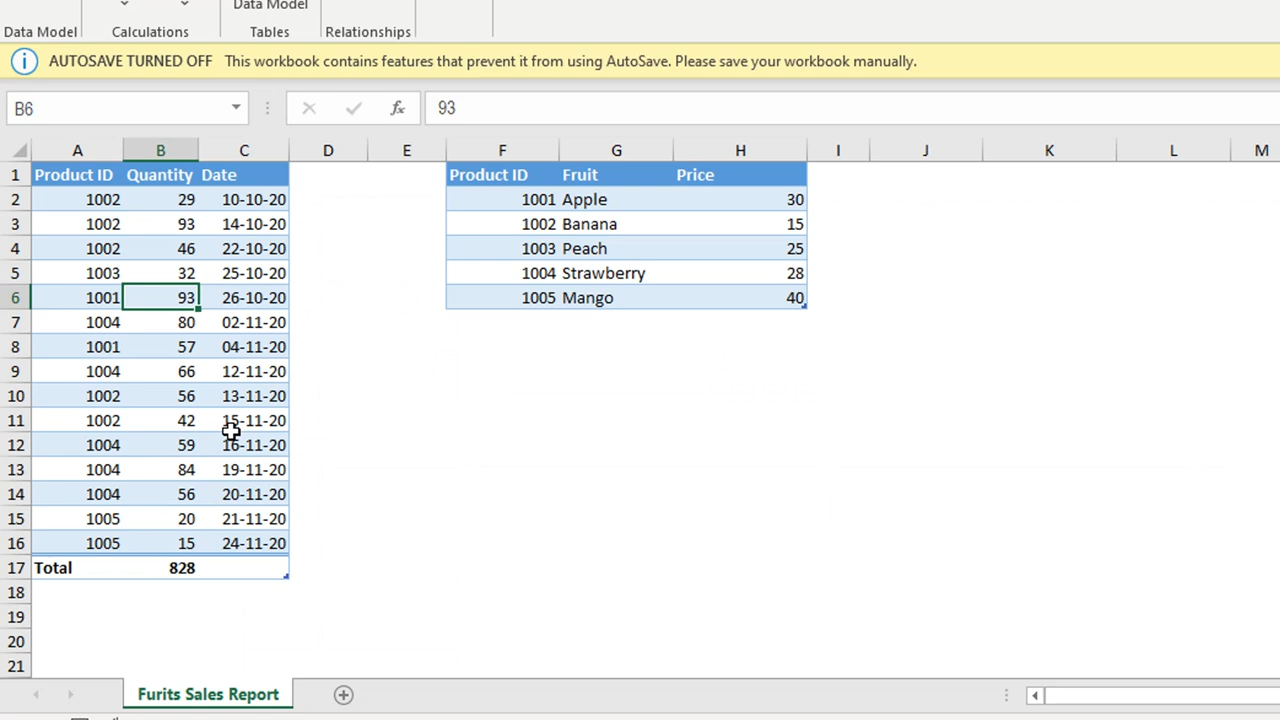 Data Model
Data Model Calculations Tables Relationships
AUTOSAVE TURNED OFF This workbook contains features that prevent it from using AutoSave. Please save your workbook manually.
B6 fx 93
A B C D E F G H I J K L M
1 Product ID Quantity Date Product ID Fruit Price
2 1002 29 10-10-20 1001 Apple 30
3 1002 93 14-10-20 1002 Banana 15
4 1002 46 22-10-20 1003 Peach 25
5 1003 32 25-10-20 1004 Strawberry 28
6 1001 93 26-10-20 1005 Mango 40
7 1004 80 02-11-20
8 1001 57 04-11-20
9 1004 66 12-11-20
10 1002 56 13-11-20
11 1002 42 15-11-20
12 1004 59 16-11-20
13 1004 84 19-11-20
14 1004 56 20-11-20
15 1005 20 21-11-20
16 1005 15 24-11-20
17 Total 828
18
19
20
21
Furits Sales Report